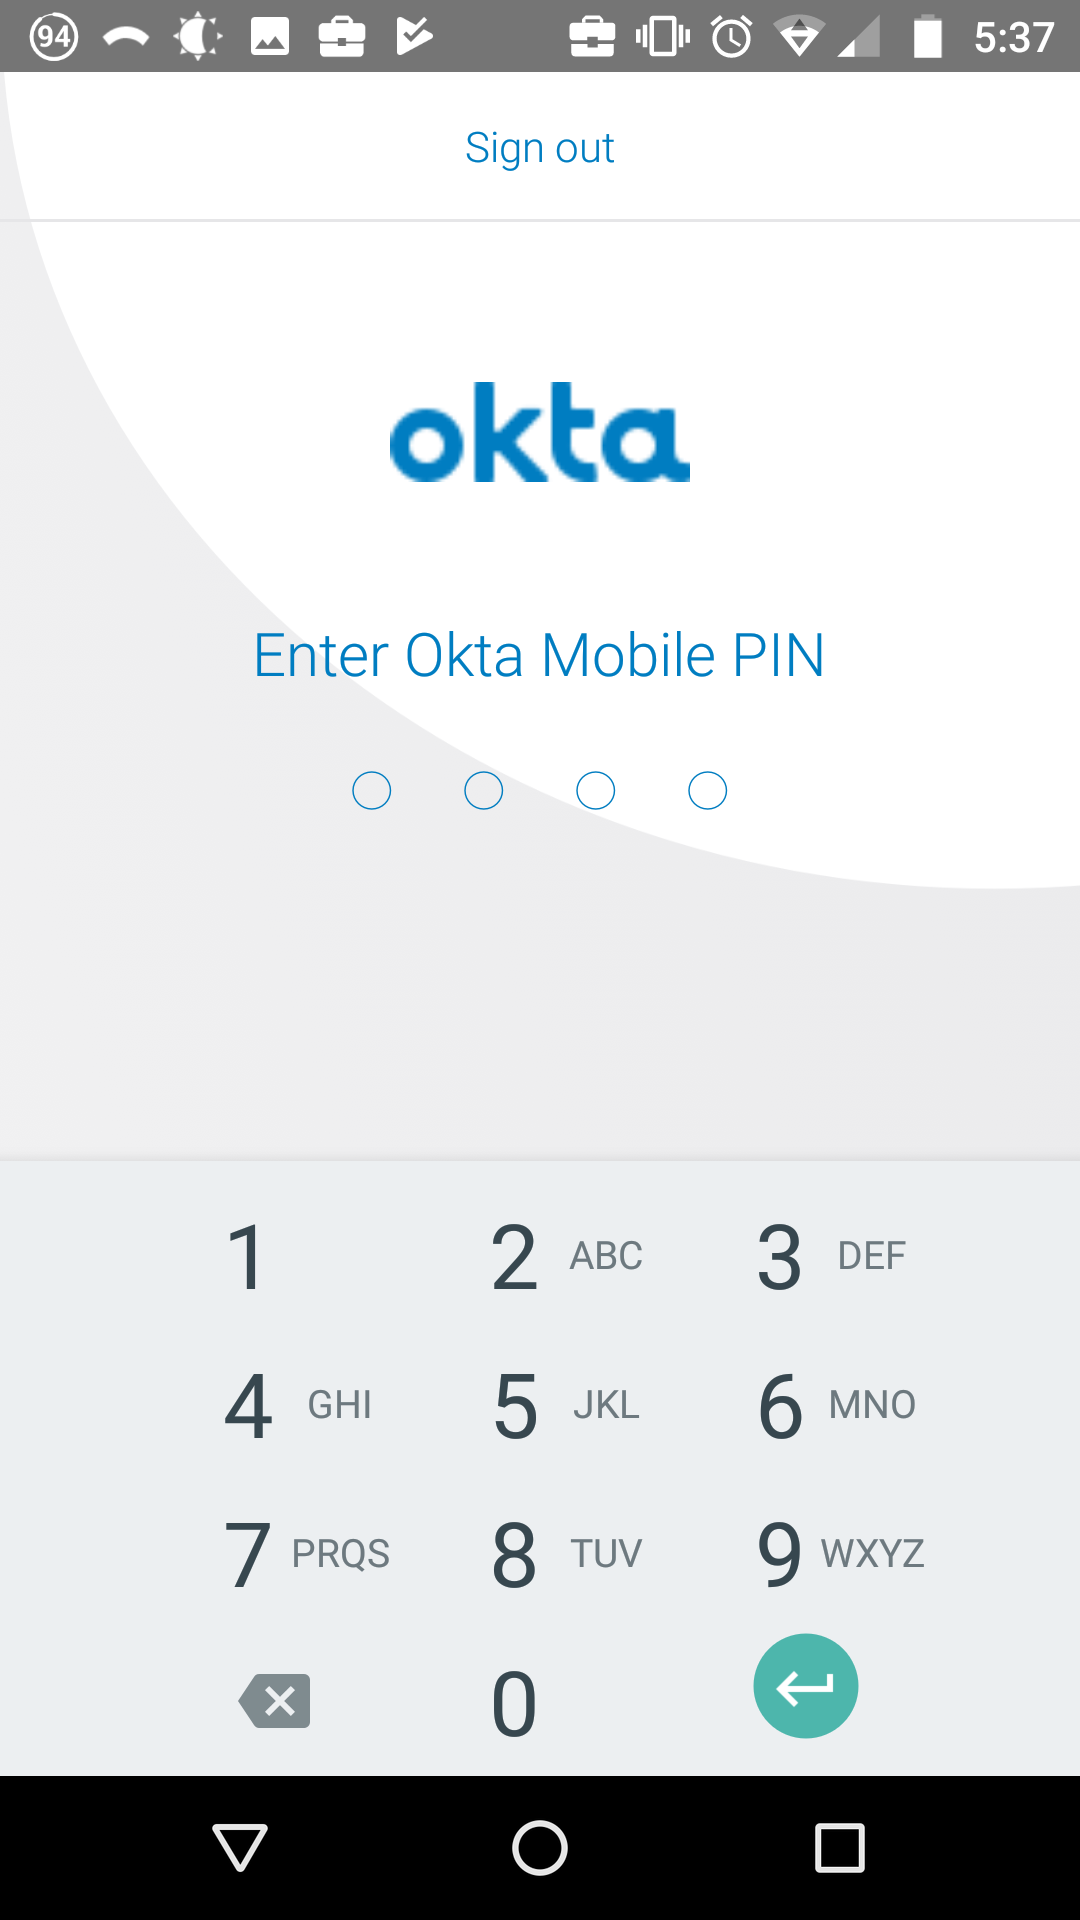 94 5:37
Sign out
okta
Enter Okta Mobile PIN
1 2 ABC 3 DEF
4 GHI 5 JKL 6 MNO
7 PRQS 8 TUV 9 WXYZ
0